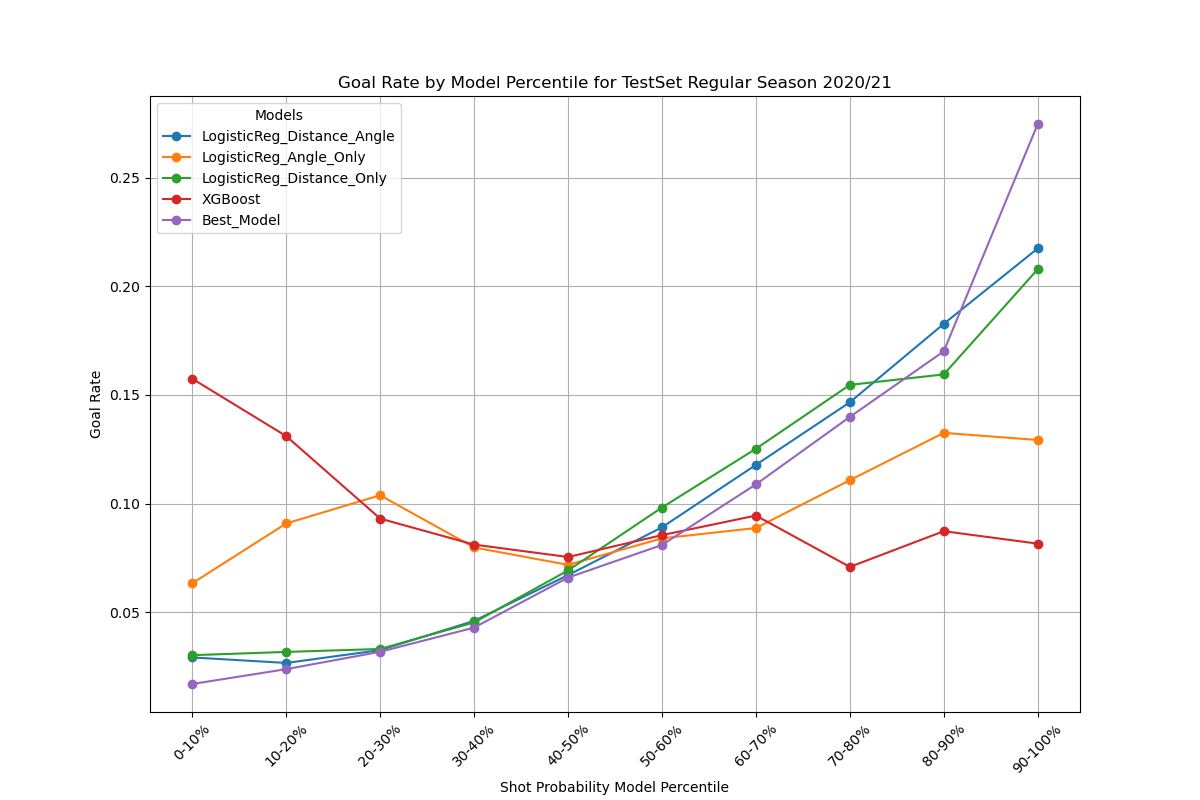 Goal Rate by Model Percentile for TestSet Regular Season 2020/21
Models
LogisticReg_Distance_Angle
LogisticReg_Angle_Only
LogisticReg_Distance_Only
XGBoost
Best_Model
Goal Rate
0.25
0.20
0.15
0.10
0.05
0-10%
10-20%
20-30%
30-40%
40-50%
50-60%
60-70%
70-80%
80-90%
90-100%
Shot Probability Model Percentile